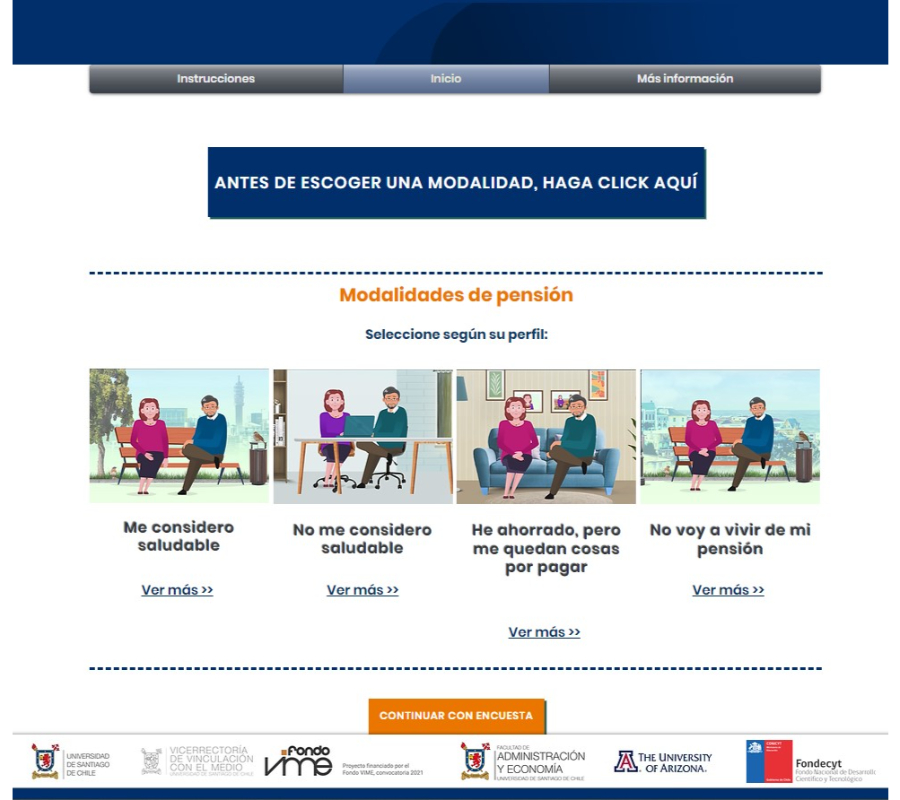 Instrucciones
Inicio
Más información
ANTES DE ESCOGER UNA MODALIDAD, HAGA CLICK AQUÍ
Modalidades de pensión
Seleccione según su perfil:
Me considero
saludable
Ver más >>
No me considero
saludable
Ver más >>
He ahorrado, pero
me quedan cosas
por pagar
Ver más >>
No voy a vivir de mi
pensión
Ver más >>
CONTINUAR CON ENCUESTA
UNIVERSIDAD
DE SANTIAGO
DE CHILE
VICERRECTORÍA
DE VINCULACIÓN
CON EL MEDIO
UNIVERSIDAD DE SANTIAGO DE CHILE
Fondo
vime
Proyecto financiado por el
Fondo VIME, convocatoria 2021
FACULTAD DE
ADMINISTRACIÓN
Y ECONOMÍA
UNIVERSIDAD DE SANTIAGO DE CHILE
A
THE UNIVERSITY
OF ARIZONA.
Fondecyt
Fondo Nacional de Desarroll
Científico y Tecnológico